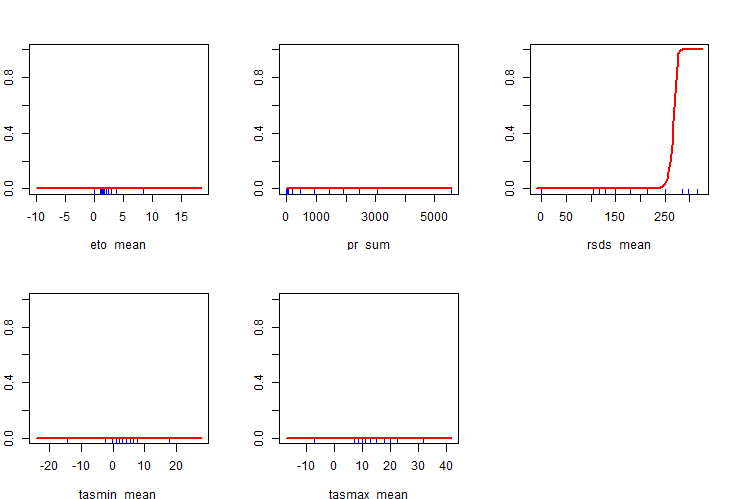 0.0 0.4 0.8
-10 -5 0 5 10 15
eto_mean
0.0 0.4 0.8
0 1000 3000 5000
pr_sum
0.0 0.4 0.8
0 50 150 250
rsds_mean
0.0 0.4 0.8
-20 -10 0 10 20
tasmin_mean
0.0 0.4 0.8
-10 0 10 20 30 40
tasmax_mean